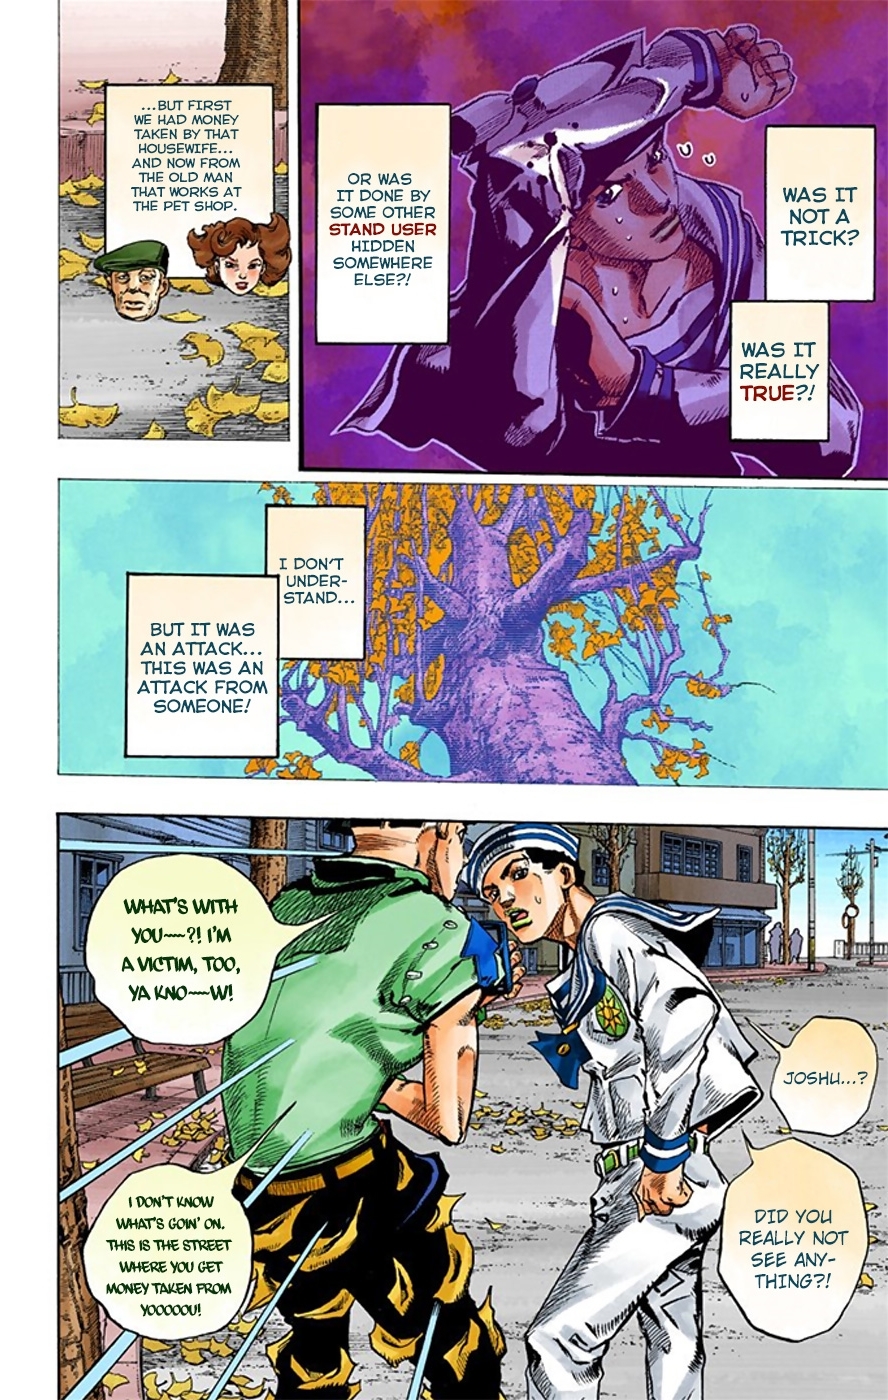 WAS IT
NOT A
TRICK?
WAS IT
REALLY
TRUE?!
OR WAS
IT DONE BY
SOME OTHER
STAND USER
HIDDEN
SOMEWHERE
ELSE?!
...BUT FIRST
WE HAD MONEY
TAKEN BY THAT
HOUSEWIFE...
AND NOW FROM
THE OLD MAN
THAT WORKS AT
THE PET SHOP.
I DON'T
UNDER-
STAND...
BUT IT WAS
AN ATTACK...
THIS WAS AN
ATTACK FROM
SOMEONE!
JOSHU...?
DID YOU
REALLY NOT
SEE ANY-
THING?!
WHAT'S WITH
YOU~~?! I'M
A VICTIM, TOO,
YA KNO~~W!
I DON'T KNOW
WHAT'S GOIN' ON.
THIS IS THE STREET
WHERE YOU GET
MONEY TAKEN FROM
YOOOOOU!